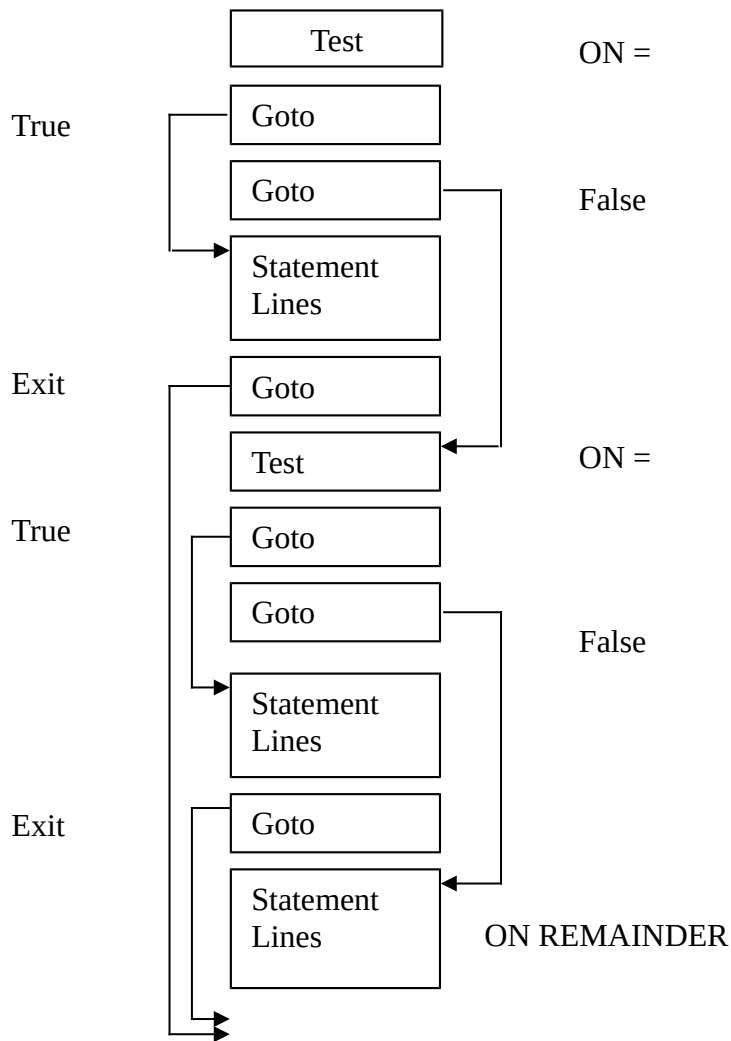 Test
ON =
Goto
True
Goto
False
Statement
Lines
Exit
Goto
Test
ON =
True
Goto
Goto
False
Statement
Lines
Exit
Goto
Statement
Lines
ON REMAINDER